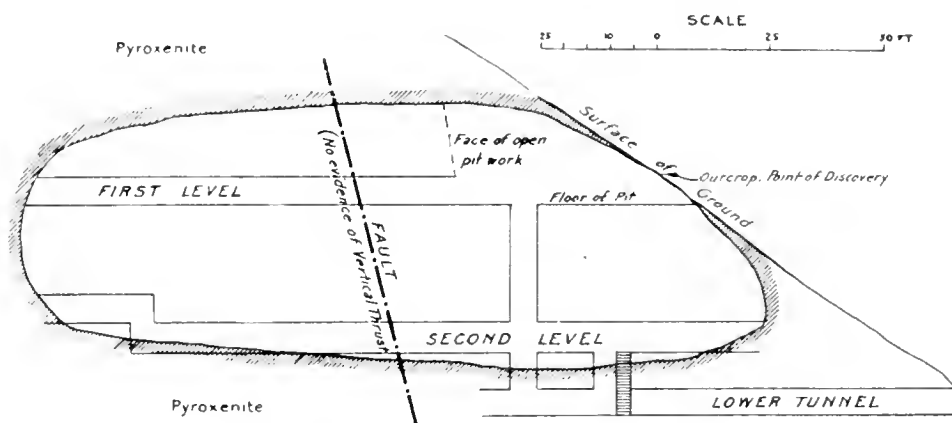 SCALE
25 10 0 25 50 FT
Pyroxenite
Surface of Ground
Face of open
pit work
Ourcrop, Point of Discovery
FIRST LEVEL
Floor of Pit
FAULT
(No evidence of Vertical Thrust)
SECOND LEVEL
Pyroxenite
LOWER TUNNEL